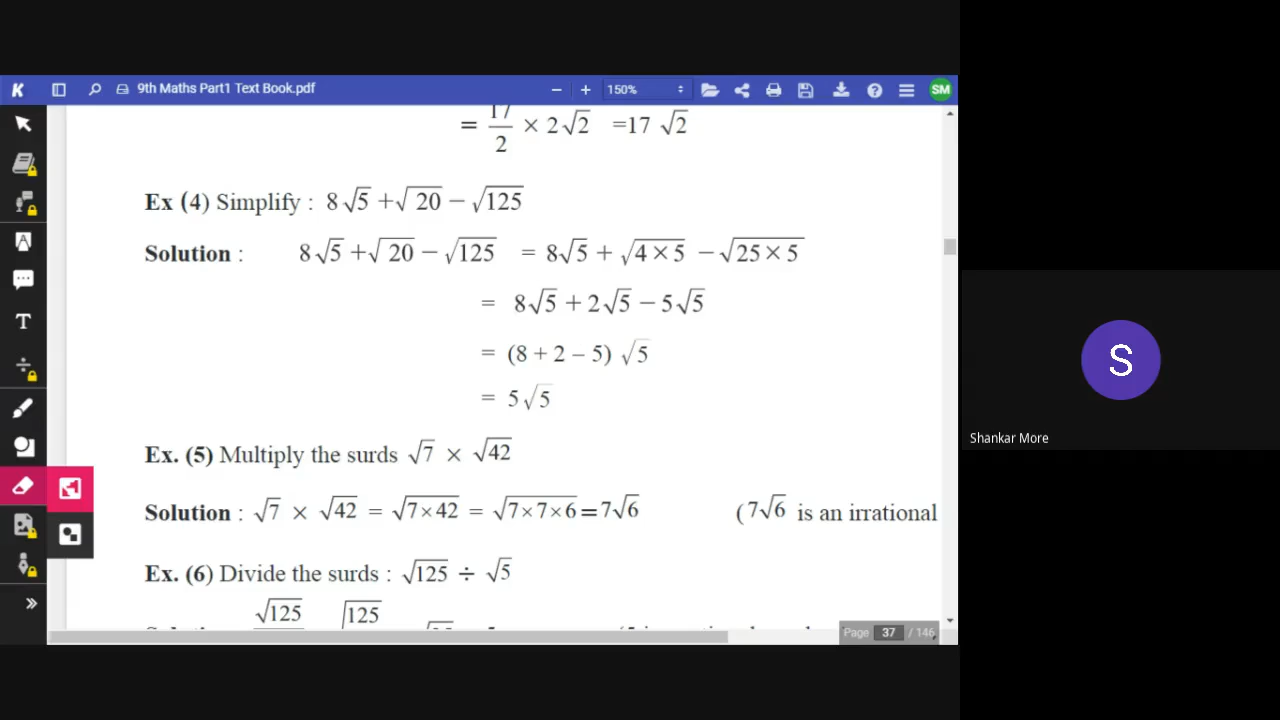 9th Maths Part1 Text Book.pdf
150%
SM
= 17/2 × 2√2 =17 √2
Ex (4) Simplify : 8√5 +√20 − √125
Solution : 8√5 +√20 − √125 = 8√5 + √4×5 − √25×5
= 8√5 + 2√5 − 5√5
= (8 + 2 – 5) √5
= 5√5
Ex. (5) Multiply the surds √7 × √42
Solution : √7 × √42 = √7×42 = √7×7×6 = 7√6 ( 7√6 is an irrational
Ex. (6) Divide the surds : √125 ÷ √5
√125 √125
Page 37 / 146
S
Shankar More